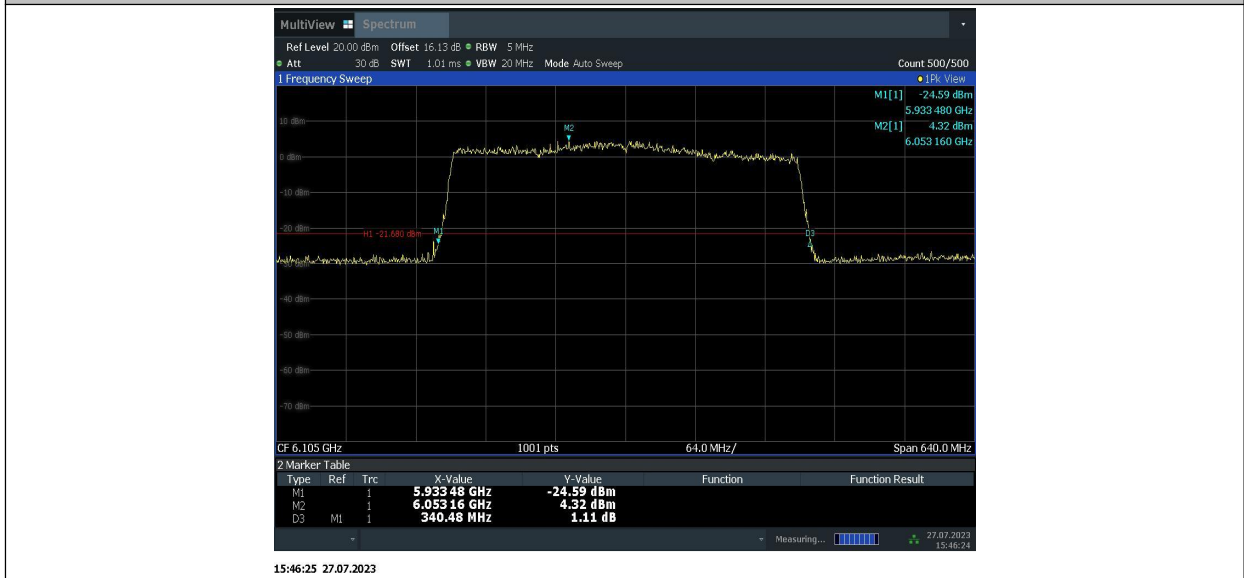 MultiView Spectrum
Ref Level 20.00 dBm Offset 16.13 dB RBW 5 MHz
Att 30 dB SWT 1.01 ms VBW 20 MHz Mode Auto Sweep Count 500/500
1 Frequency Sweep 1Pk View
M1[1] -24.59 dBm
5.933 480 GHz
10 dBm
M2
M2[1] 4.32 dBm
6.053 160 GHz
0 dBm
-10 dBm
-20 dBm
H1 -21.680 dBm M1 D3
-30 dBm
-40 dBm
-50 dBm
-60 dBm
-70 dBm
CF 6.105 GHz 1001 pts 64.0 MHz/ Span 640.0 MHz
2 Marker Table
Type Ref Trc X-Value Y-Value Function Function Result
M1 1 5.933 48 GHz -24.59 dBm
M2 1 6.053 16 GHz 4.32 dBm
D3 M1 1 340.48 MHz 1.11 dB
Measuring... 27.07.2023
15:46:24
15:46:25 27.07.2023